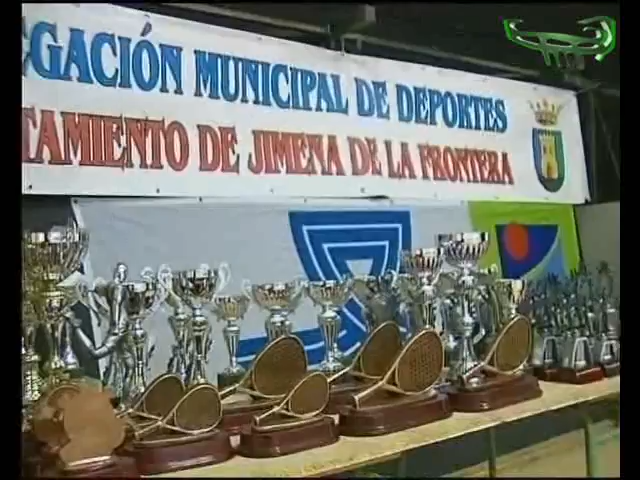 GACIÓN MUNICIPAL DE DEPORTES
TAMIENTO DE JIMENA DE LA FRONTERA